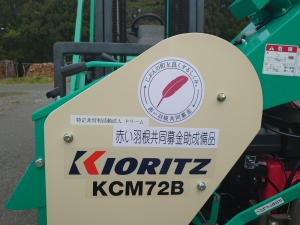 じぶんの町を良くするしくみ
赤い羽根共同募金
特定非営利活動法人 ドリーム
赤い羽根共同募金助成備品
KIORITZ
KCM72B